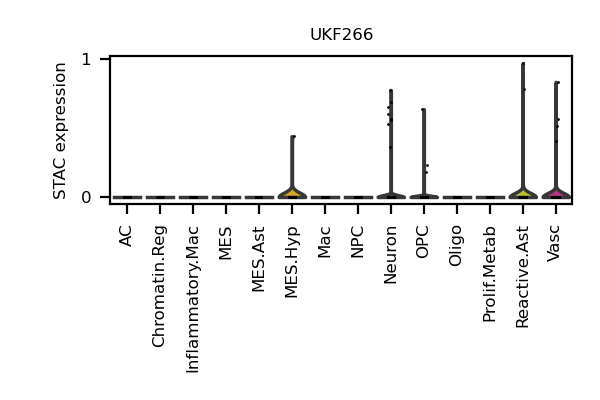 UKF266
STAC expression
1
0
AC
Chromatin.Reg
Inflammatory.Mac
MES
MES.Ast
MES.Hyp
Mac
NPC
Neuron
OPC
Oligo
Prolif.Metab
Reactive.Ast
Vasc